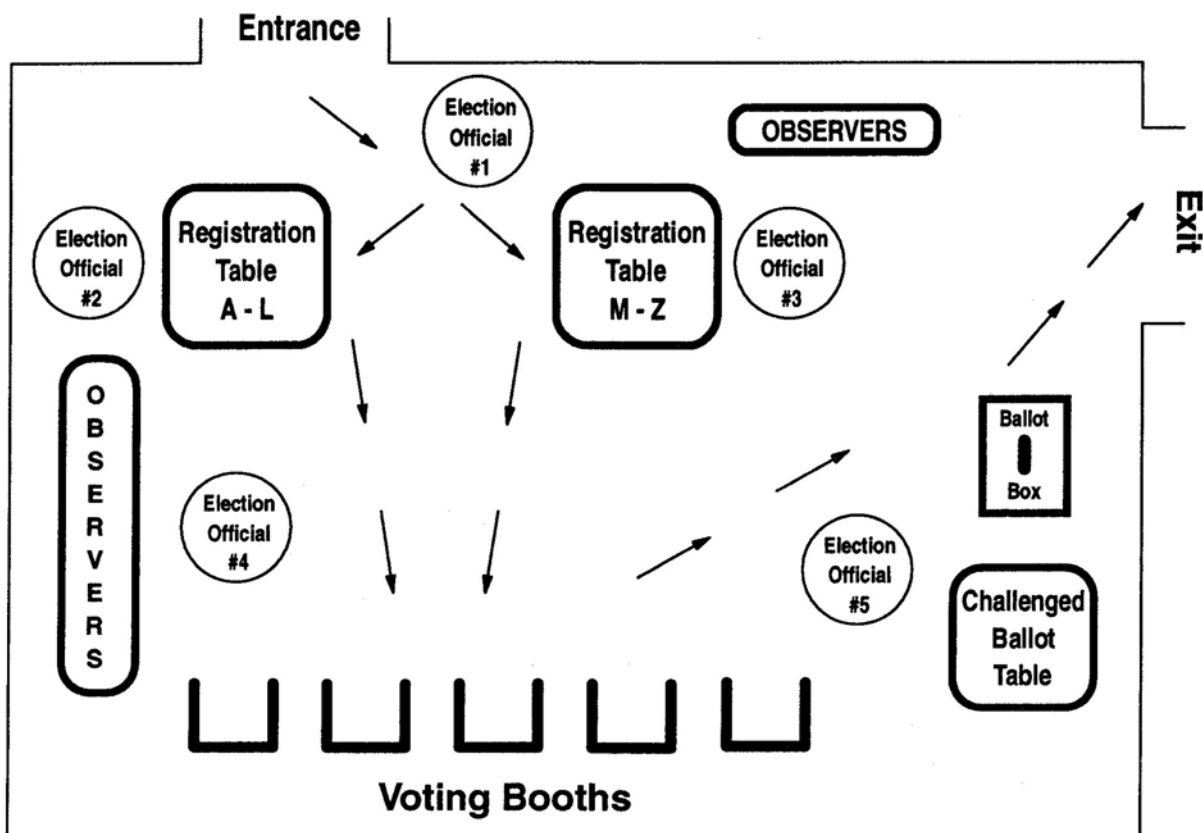 Entrance
Election
Official
#1
OBSERVERS
Election
Official
#2
Registration
Table
A - L
Registration
Table
M - Z
Election
Official
#3
Exit
OBSERVERS
Ballot
Box
Election
Official
#4
Election
Official
#5
Challenged
Ballot
Table
Voting Booths